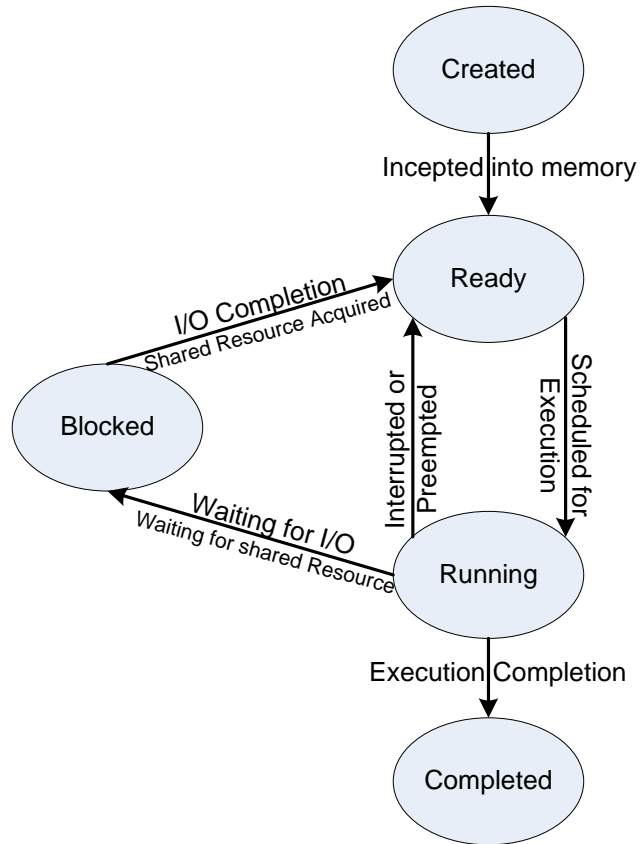 Created
Incepted into memory
Ready
I/O Completion
Shared Resource Acquired
Interrupted or
Preempted
Scheduled for
Execution
Blocked
Waiting for I/O
Waiting for shared Resource
Running
Execution Completion
Completed